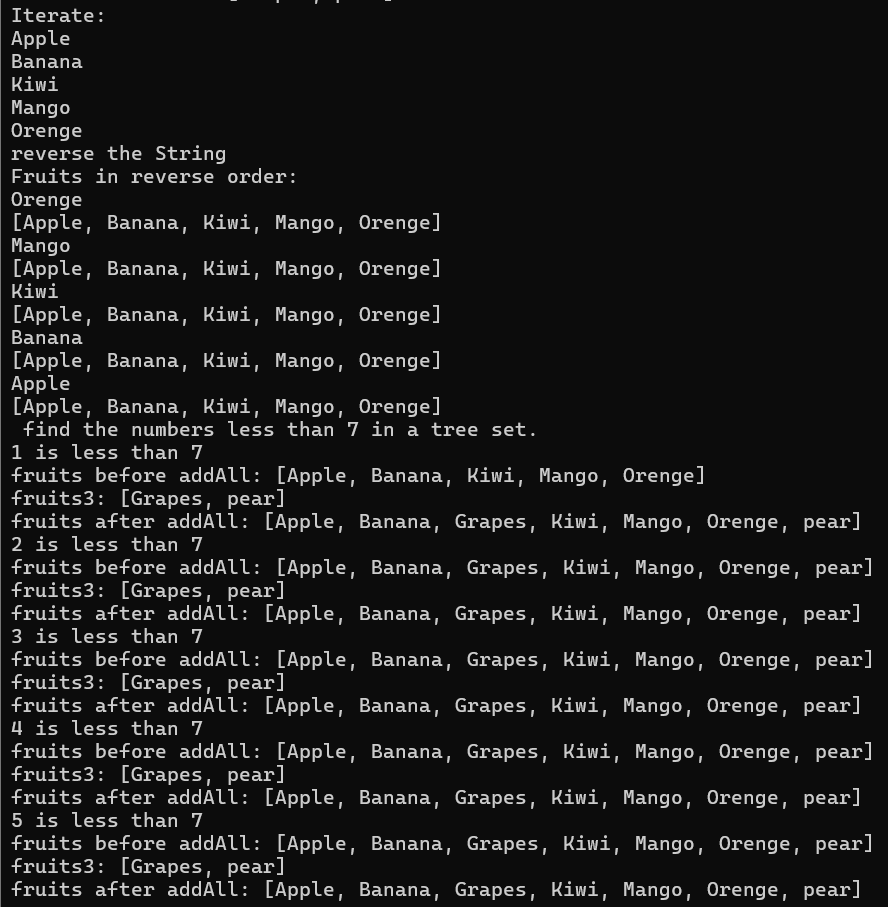 Iterate:
Apple
Banana
Kiwi
Mango
Orenge
reverse the String
Fruits in reverse order:
Orenge
[Apple, Banana, Kiwi, Mango, Orenge]
Mango
[Apple, Banana, Kiwi, Mango, Orenge]
Kiwi
[Apple, Banana, Kiwi, Mango, Orenge]
Banana
[Apple, Banana, Kiwi, Mango, Orenge]
Apple
[Apple, Banana, Kiwi, Mango, Orenge]
 find the numbers less than 7 in a tree set.
1 is less than 7
fruits before addAll: [Apple, Banana, Kiwi, Mango, Orenge]
fruits3: [Grapes, pear]
fruits after addAll: [Apple, Banana, Grapes, Kiwi, Mango, Orenge, pear]
2 is less than 7
fruits before addAll: [Apple, Banana, Grapes, Kiwi, Mango, Orenge, pear]
fruits3: [Grapes, pear]
fruits after addAll: [Apple, Banana, Grapes, Kiwi, Mango, Orenge, pear]
3 is less than 7
fruits before addAll: [Apple, Banana, Grapes, Kiwi, Mango, Orenge, pear]
fruits3: [Grapes, pear]
fruits after addAll: [Apple, Banana, Grapes, Kiwi, Mango, Orenge, pear]
4 is less than 7
fruits before addAll: [Apple, Banana, Grapes, Kiwi, Mango, Orenge, pear]
fruits3: [Grapes, pear]
fruits after addAll: [Apple, Banana, Grapes, Kiwi, Mango, Orenge, pear]
5 is less than 7
fruits before addAll: [Apple, Banana, Grapes, Kiwi, Mango, Orenge, pear]
fruits3: [Grapes, pear]
fruits after addAll: [Apple, Banana, Grapes, Kiwi, Mango, Orenge, pear]